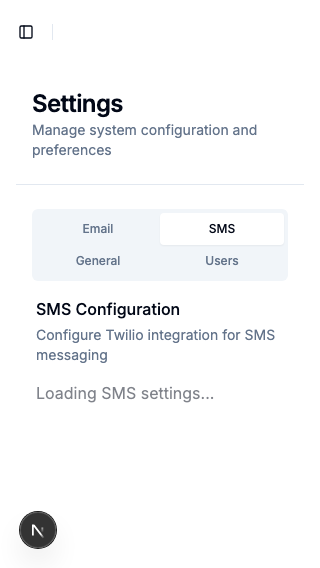 Settings
Manage system configuration and
preferences
Email
SMS
General
Users
SMS Configuration
Configure Twilio integration for SMS
messaging
Loading SMS settings...
N